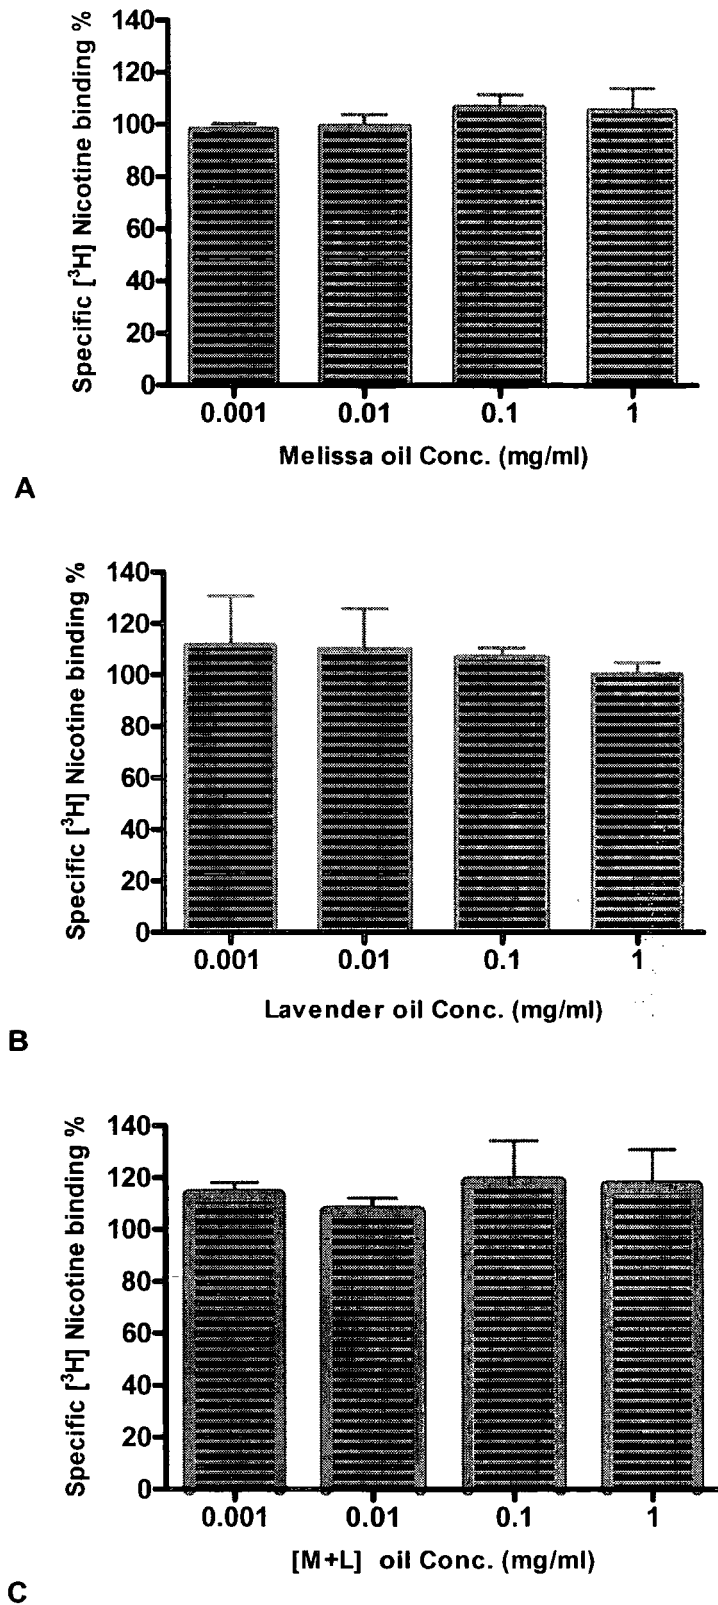 Specific [³H] Nicotine binding %
140
120
100
80
60
40
20
0
0.001 0.01 0.1 1
Melissa oil Conc. (mg/ml)
A
Specific [³H] Nicotine binding %
140
120
100
80
60
40
20
0
0.001 0.01 0.1 1
Lavender oil Conc. (mg/ml)
B
Specific [³H] Nicotine binding %
140
120
100
80
60
40
20
0
0.001 0.01 0.1 1
[M+L] oil Conc. (mg/ml)
C